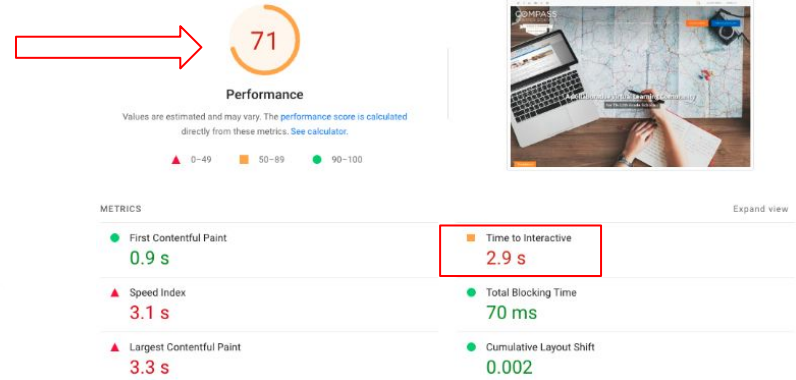 71
COMPASS
Performance
Values are estimated and may vary. The performance score is calculated
directly from these metrics. See calculator.
0–49 50–89 90–100
METRICS Expand view
First Contentful Paint
0.9 s
Time to Interactive
2.9 s
Speed Index
3.1 s
Total Blocking Time
70 ms
Largest Contentful Paint
3.3 s
Cumulative Layout Shift
0.002